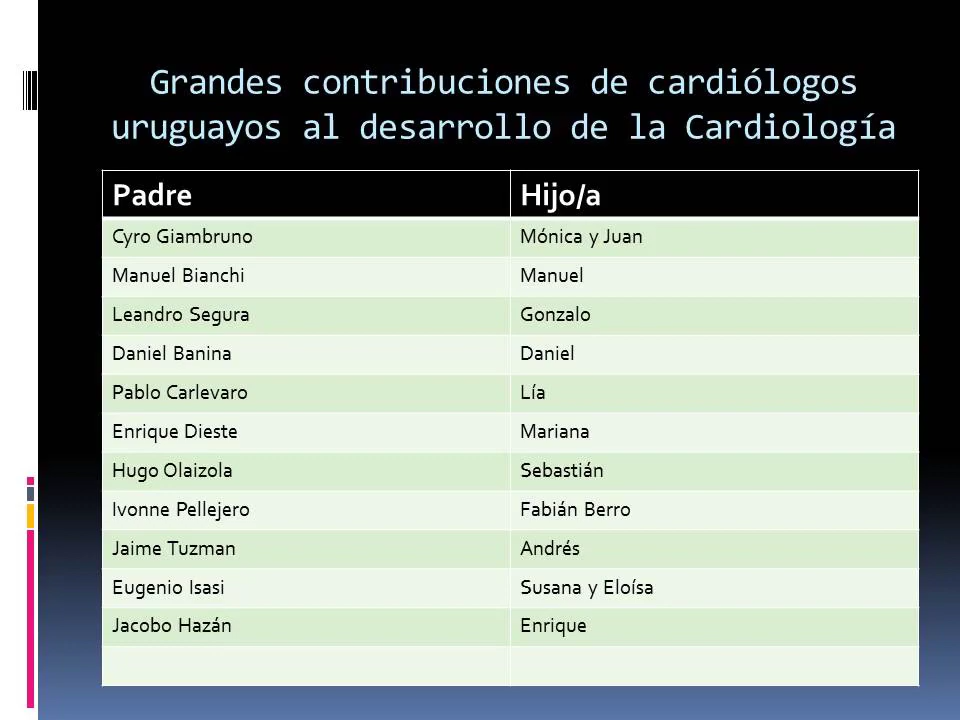 Grandes contribuciones de cardiólogos
uruguayos al desarrollo de la Cardiología
Padre Hijo/a
Cyro Giambruno Mónica y Juan
Manuel Bianchi Manuel
Leandro Segura Gonzalo
Daniel Banina Daniel
Pablo Carlevaro Lía
Enrique Dieste Mariana
Hugo Olaizola Sebastián
Ivonne Pellejero Fabián Berro
Jaime Tuzman Andrés
Eugenio Isasi Susana y Eloísa
Jacobo Hazán Enrique